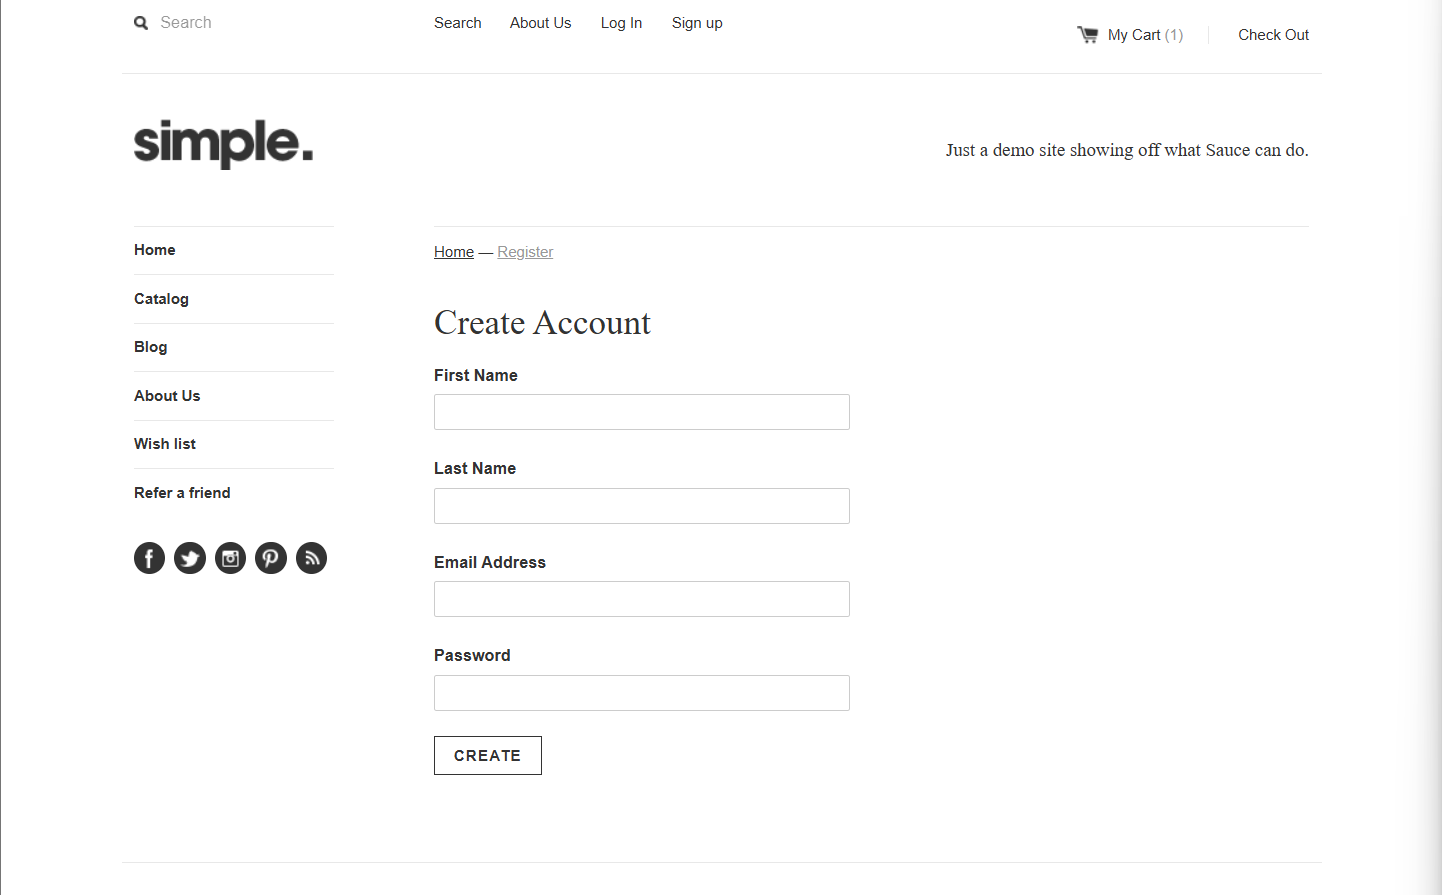 Search
Search About Us Log In Sign up
My Cart (1) Check Out
simple.
Just a demo site showing off what Sauce can do.
Home
Catalog
Blog
About Us
Wish list
Refer a friend
Home — Register
Create Account
First Name
Last Name
Email Address
Password
CREATE